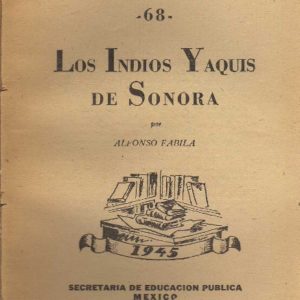 -68-
LOS INDIOS YAQUIS
DE SONORA
por
ALFONSO FABILA
1945
SECRETARIA DE EDUCACION PUBLICA
MEXICO